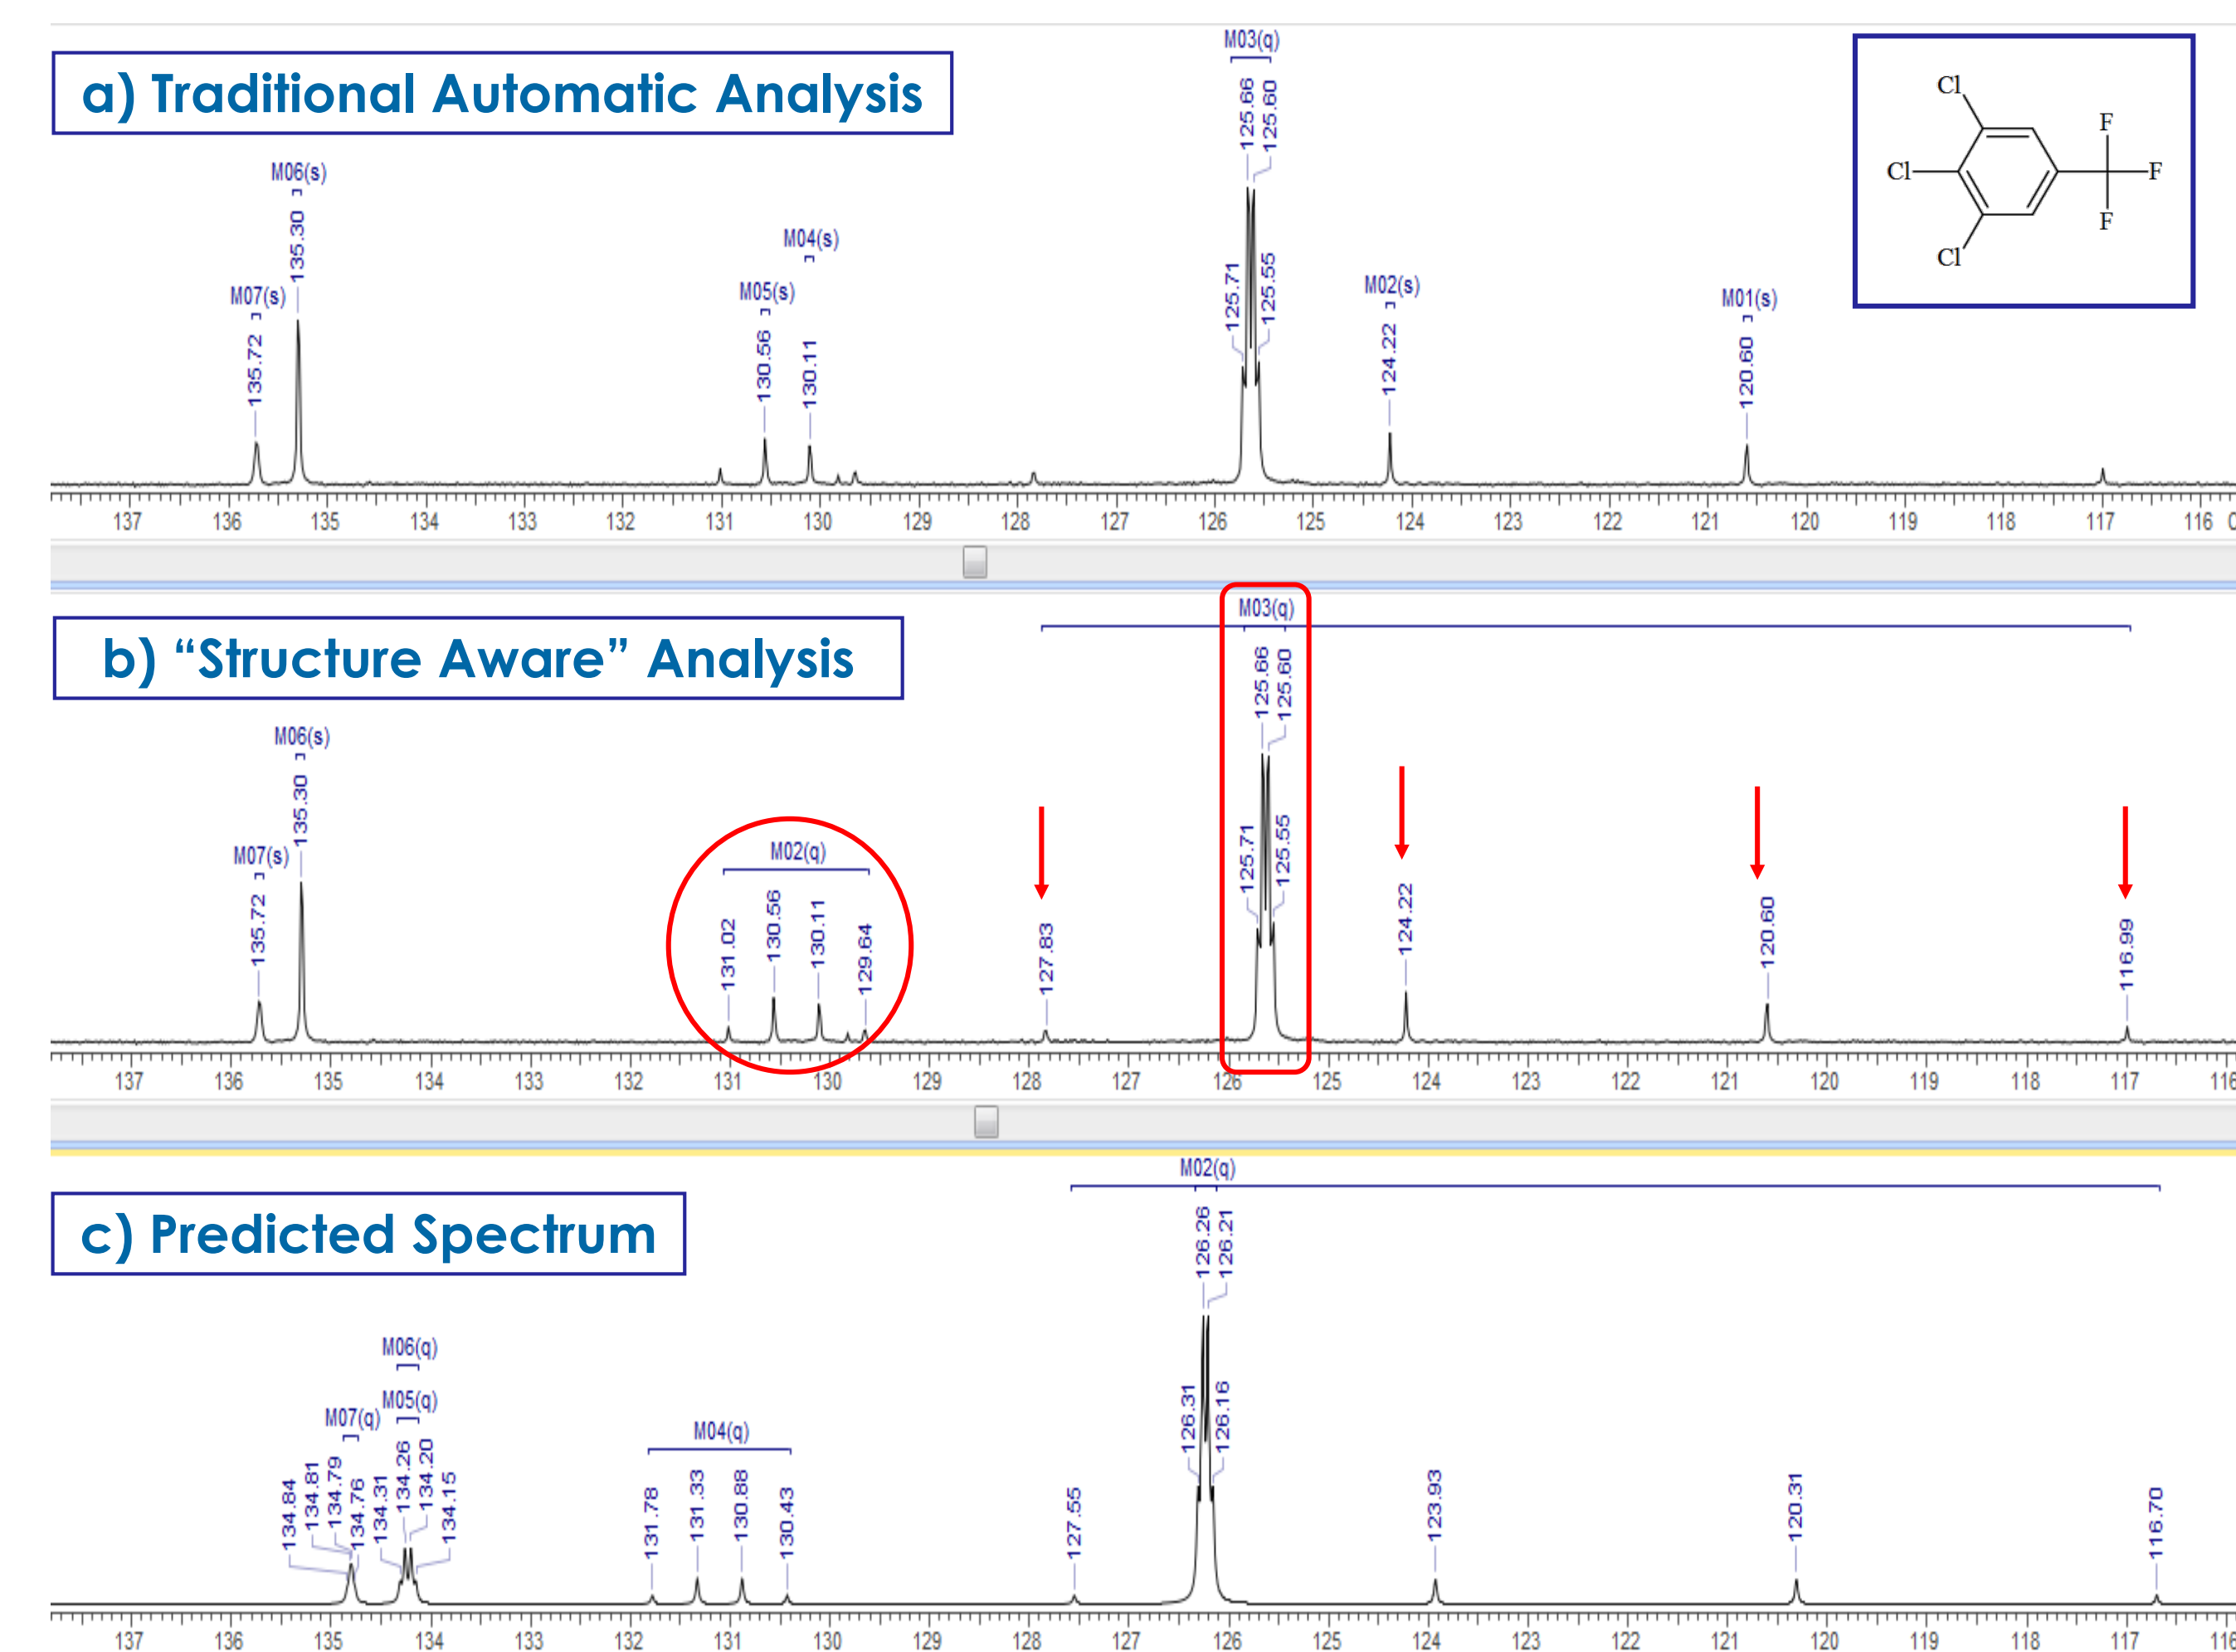 a) Traditional Automatic Analysis
M07(s)
135.72
M06(s)
135.30
M05(s)
130.56
M04(s)
130.11
M03(q)
125.71
125.66
125.60
125.55
M02(s)
124.22
M01(s)
120.60
Cl
Cl
Cl
F
F
F
137 136 135 134 133 132 131 130 129 128 127 126 125 124 123 122 121 120 119 118 117 116
b) “Structure Aware” Analysis
M07(s)
135.72
M06(s)
135.30
M02(q)
131.02
130.56
130.11
129.64
127.83
M03(q)
125.71
125.66
125.60
125.55
124.22
120.60
116.99
137 136 135 134 133 132 131 130 129 128 127 126 125 124 123 122 121 120 119 118 117 116
c) Predicted Spectrum
M07(q)
134.84
134.81
134.79
134.76
M06(q)
M05(q)
134.31
134.26
134.20
134.15
M04(q)
131.78
131.33
130.88
130.43
127.55
M02(q)
126.31
126.26
126.21
126.16
123.93
120.31
116.70
137 136 135 134 133 132 131 130 129 128 127 126 125 124 123 122 121 120 119 118 117 116